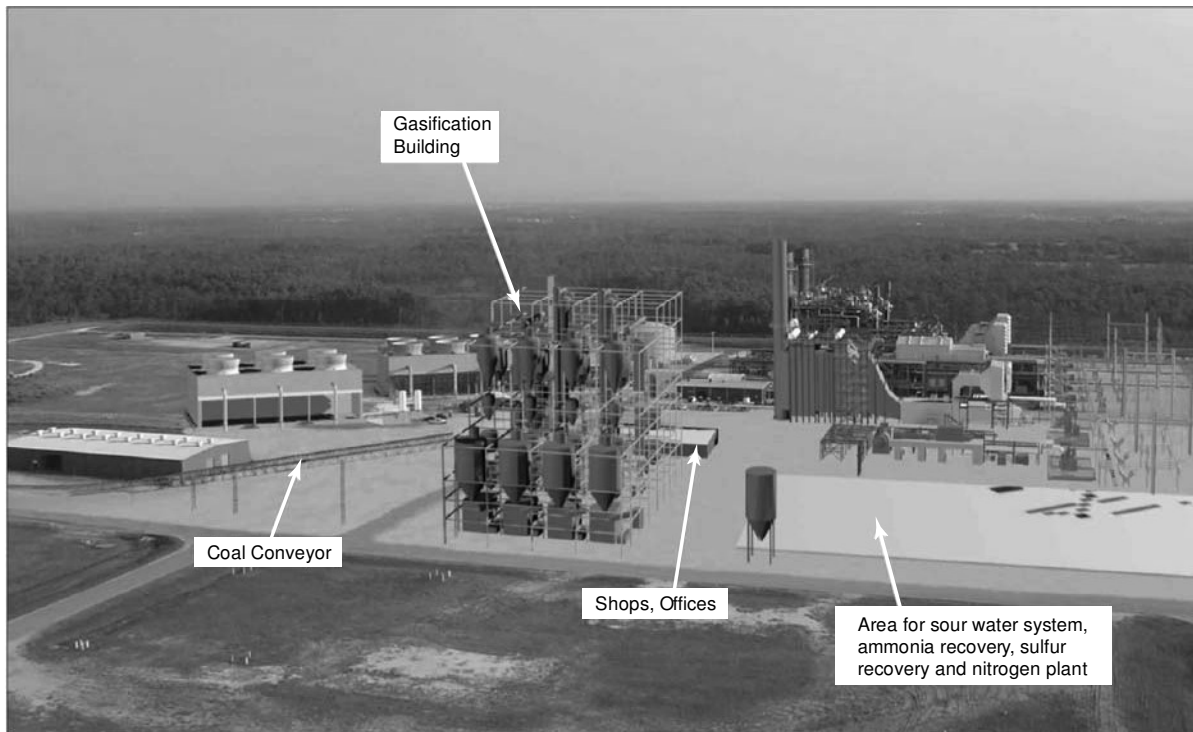 Gasification
Building
Coal Conveyor
Shops, Offices
Area for sour water system,
ammonia recovery, sulfur
recovery and nitrogen plant